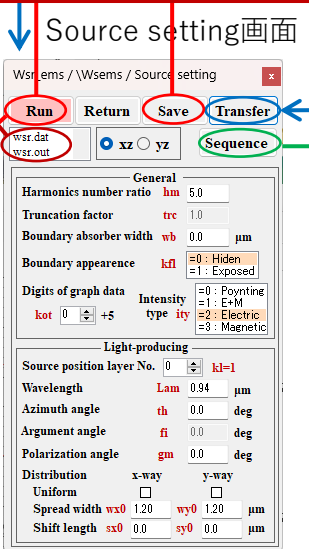 Source setting画面
Wsr_ems / \Wsems / Source setting x
Run Return Save Transfer
wsr.dat
wsr.out
xz yz
Sequence
General
Harmonics number ratio hm 5.0
Truncation factor trc 1.0
Boundary absorber width wb 0.0 μm
Boundary appearence kfl
=0 : Hiden
=1 : Exposed
Digits of graph data
kot 0 +5
Intensity
type ity
=0 : Poynting
=1 : E+M
=2 : Electric
=3 : Magnetic
Light-producing
Source position layer No. 0 kl=1
Wavelength Lam 0.94 μm
Azimuth angle th 0.0 deg
Argument angle fi 0.0 deg
Polarization angle gm 0.0 deg
Distribution x-way y-way
Uniform
Spread width wx0 1.20 wy0 1.20 μm
Shift length sx0 0.0 sy0 0.0 μm